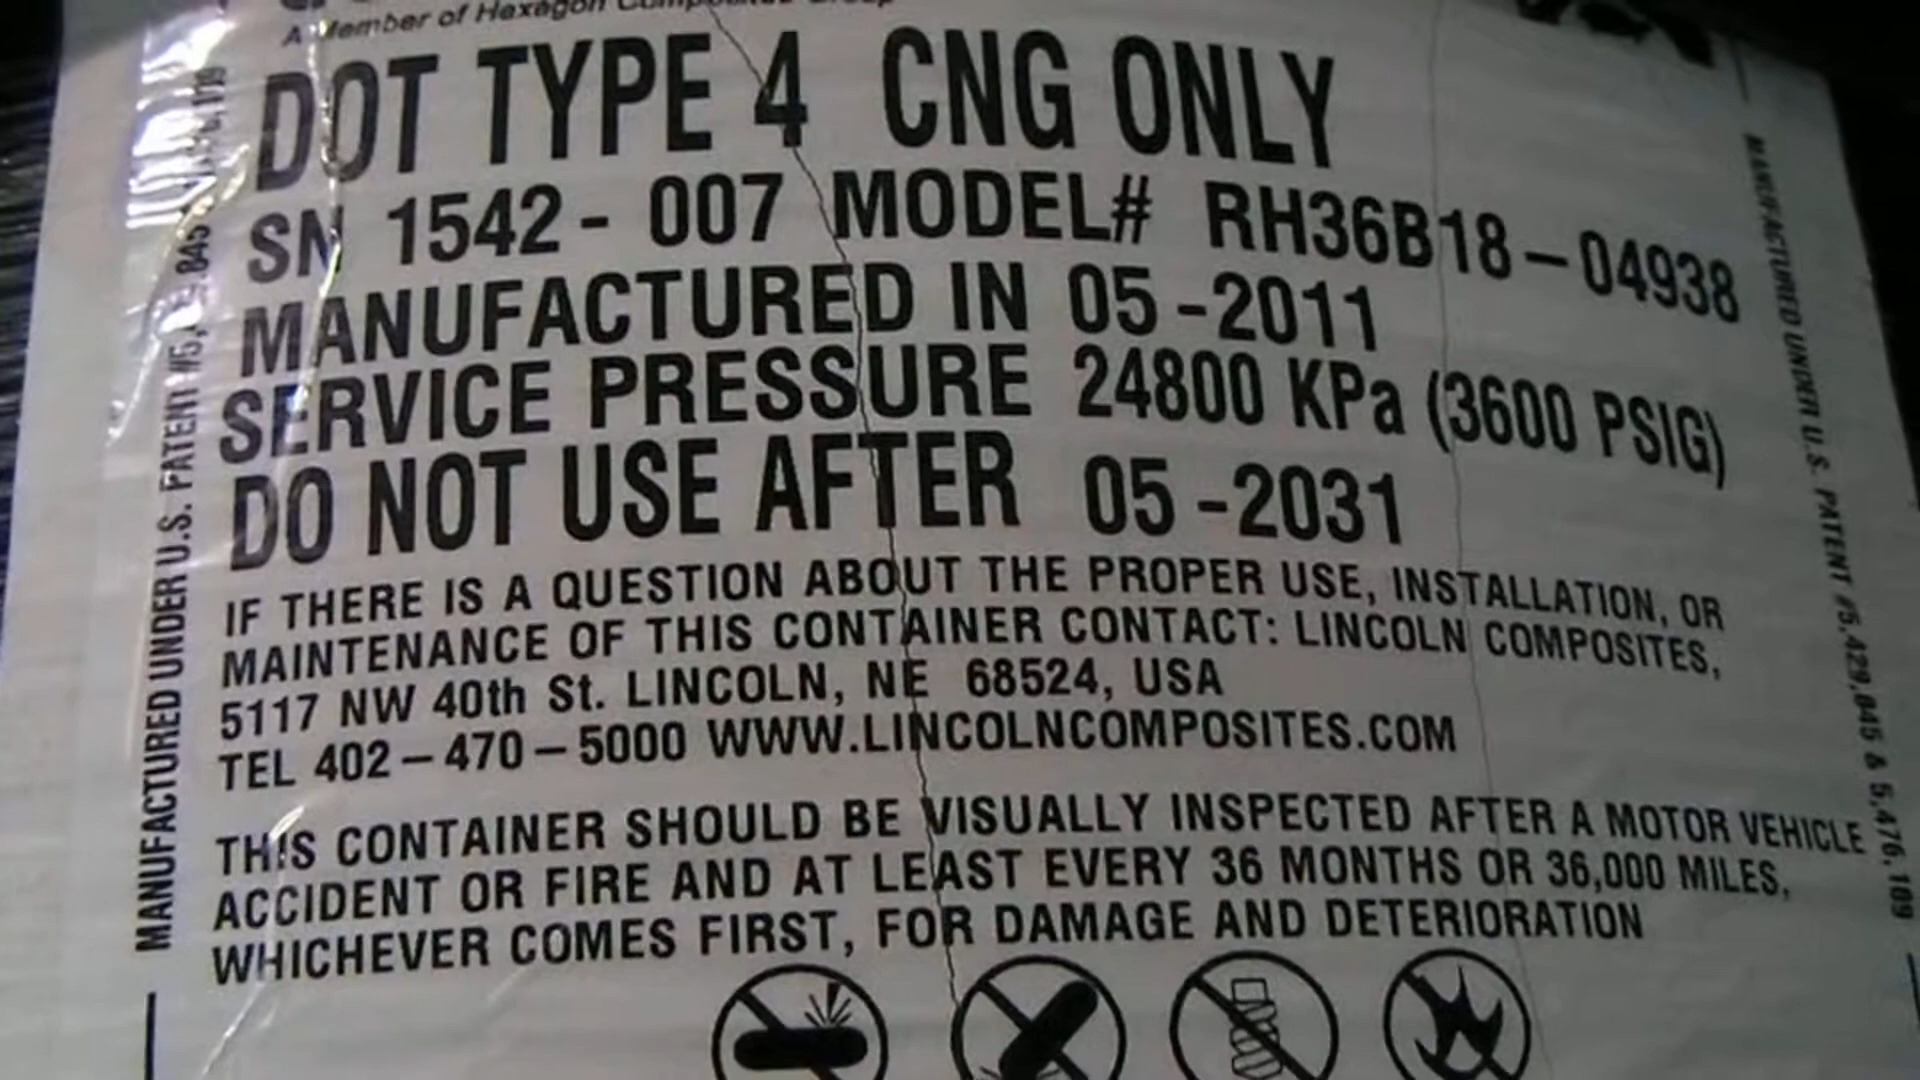 A Member of Hexagon Composites Group
DOT TYPE 4 CNG ONLY
SN 1542 - 007 MODEL# RH36B18 - 04938
MANUFACTURED IN 05 - 2011
SERVICE PRESSURE 24800 KPa (3600 PSIG)
DO NOT USE AFTER 05 - 2031
IF THERE IS A QUESTION ABOUT THE PROPER USE, INSTALLATION, OR
MAINTENANCE OF THIS CONTAINER CONTACT: LINCOLN COMPOSITES,
5117 NW 40th St. LINCOLN, NE 68524, USA
TEL 402 - 470 - 5000 WWW.LINCOLNCOMPOSITES.COM
THIS CONTAINER SHOULD BE VISUALLY INSPECTED AFTER A MOTOR VEHICLE
ACCIDENT OR FIRE AND AT LEAST EVERY 36 MONTHS OR 36,000 MILES,
WHICHEVER COMES FIRST, FOR DAMAGE AND DETERIORATION
MANUFACTURED UNDER U.S. PATENT
MANUFACTURED UNDER U.S. PATENT #5,429,845 & 5,476,189